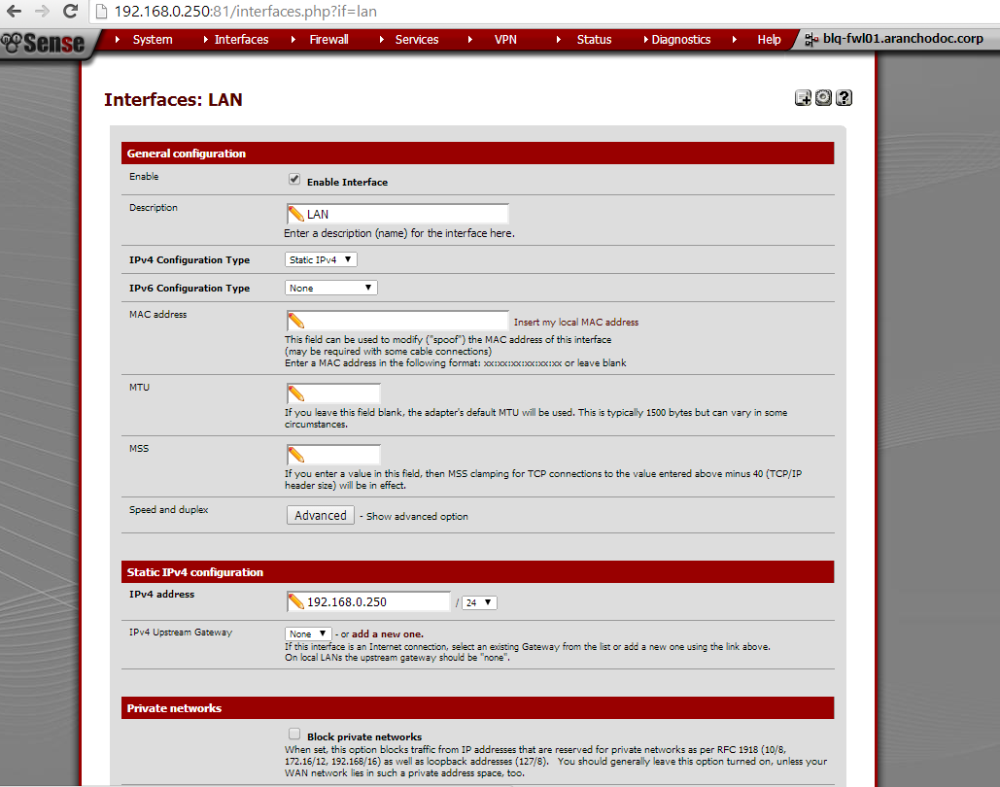 192.168.0.250:81/interfaces.php?if=lan
Sense
System Interfaces Firewall Services VPN Status Diagnostics Help blq-fwl01.aranchodoc.corp
Interfaces: LAN
General configuration
Enable
Enable Interface
Description
LAN
Enter a description (name) for the interface here.
IPv4 Configuration Type
Static IPv4
IPv6 Configuration Type
None
MAC address
Insert my local MAC address
This field can be used to modify ("spoof") the MAC address of this interface
(may be required with some cable connections)
Enter a MAC address in the following format: xx:xx:xx:xx:xx:xx or leave blank
MTU
If you leave this field blank, the adapter's default MTU will be used. This is typically 1500 bytes but can vary in some
circumstances.
MSS
If you enter a value in this field, then MSS clamping for TCP connections to the value entered above minus 40 (TCP/IP
header size) will be in effect.
Speed and duplex
Advanced - Show advanced option
Static IPv4 configuration
IPv4 address
192.168.0.250 / 24
IPv4 Upstream Gateway
None - or add a new one.
If this interface is an Internet connection, select an existing Gateway from the list or add a new one using the link above.
On local LANs the upstream gateway should be "none".
Private networks
Block private networks
When set, this option blocks traffic from IP addresses that are reserved for private networks as per RFC 1918 (10/8,
172.16/12, 192.168/16) as well as loopback addresses (127/8). You should generally leave this option turned on, unless your
WAN network lies in such a private address space, too.